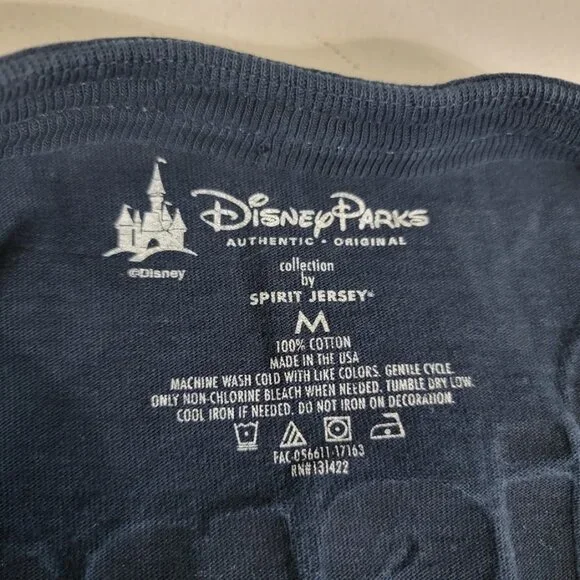 DISNEY PARKS
AUTHENTIC • ORIGINAL
©Disney
collection
by
SPIRIT JERSEY®
M
100% COTTON
MADE IN THE USA
MACHINE WASH COLD WITH LIKE COLORS. GENTLE CYCLE.
ONLY NON-CHLORINE BLEACH WHEN NEEDED. TUMBLE DRY LOW.
COOL IRON IF NEEDED. DO NOT IRON ON DECORATION.
FAC-056611-17163
RN#131422